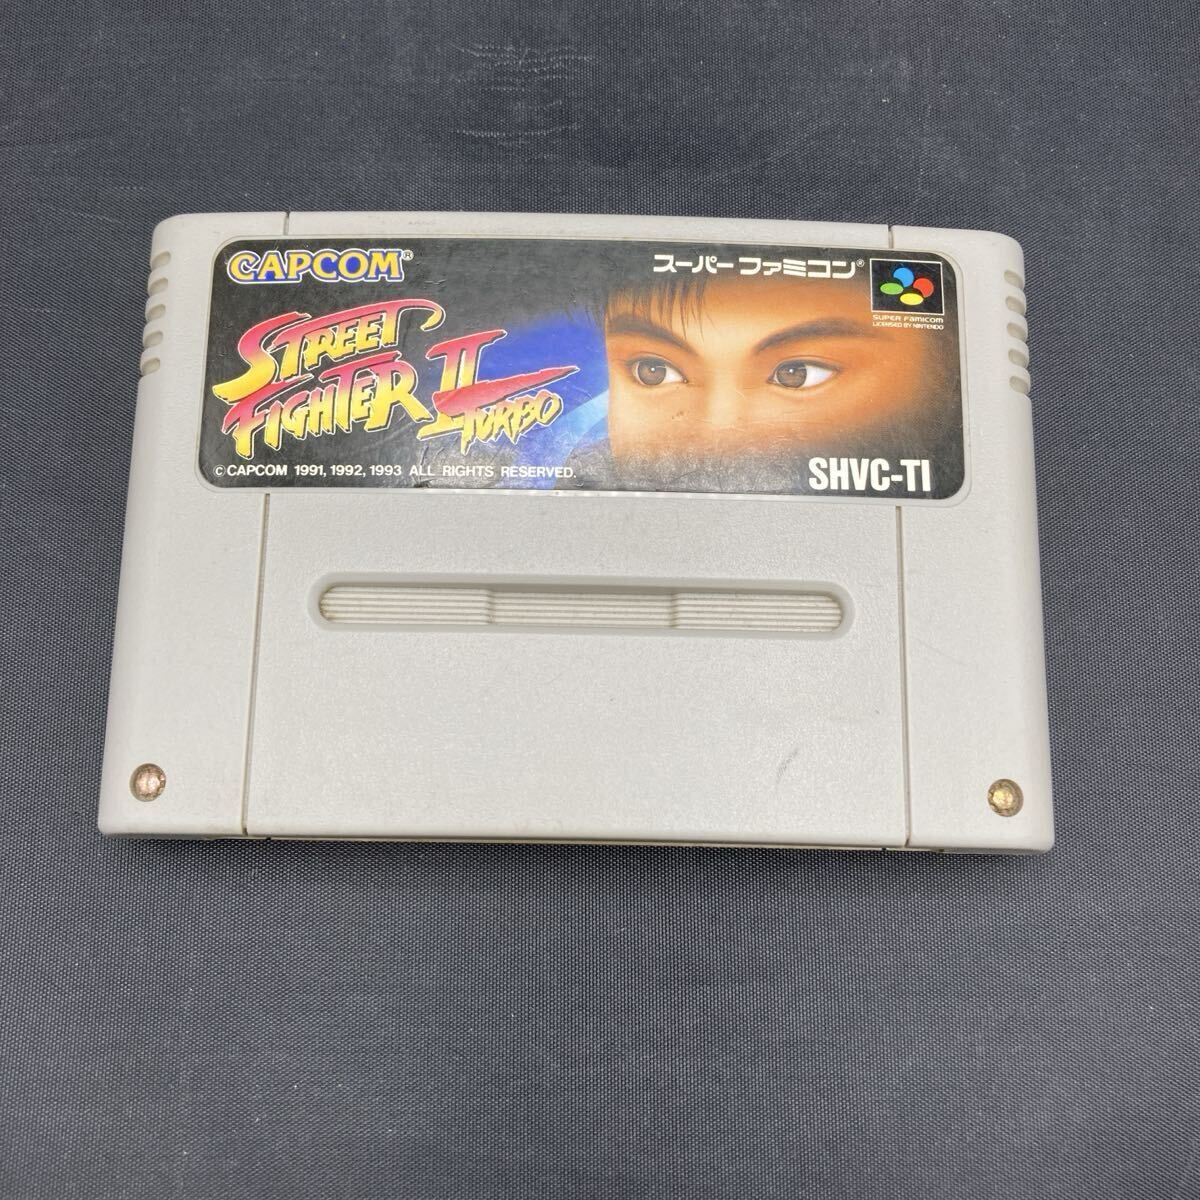 CAPCOM®
スーパーファミコン®
STREET
FIGHTER II
TURBO
SUPER FAMICOM
LICENSED BY NINTENDO
© CAPCOM 1991, 1992, 1993 ALL RIGHTS RESERVED.
SHVC-TI